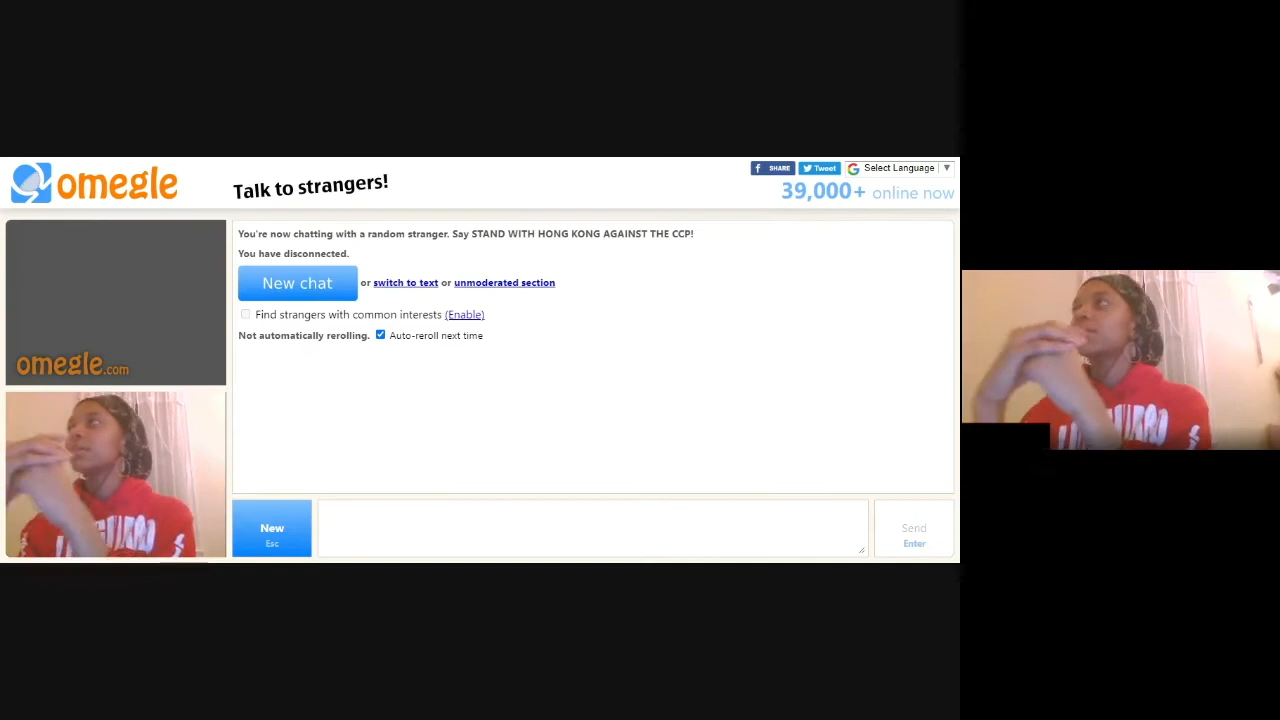 omegle
Talk to strangers!
f SHARE
Tweet
G Select Language ▼
39,000+ online now
You're now chatting with a random stranger. Say STAND WITH HONG KONG AGAINST THE CCP!
You have disconnected.
New chat or switch to text or unmoderated section
Find strangers with common interests (Enable)
Not automatically rerolling. Auto-reroll next time
omegle.com
New
Esc
Send
Enter